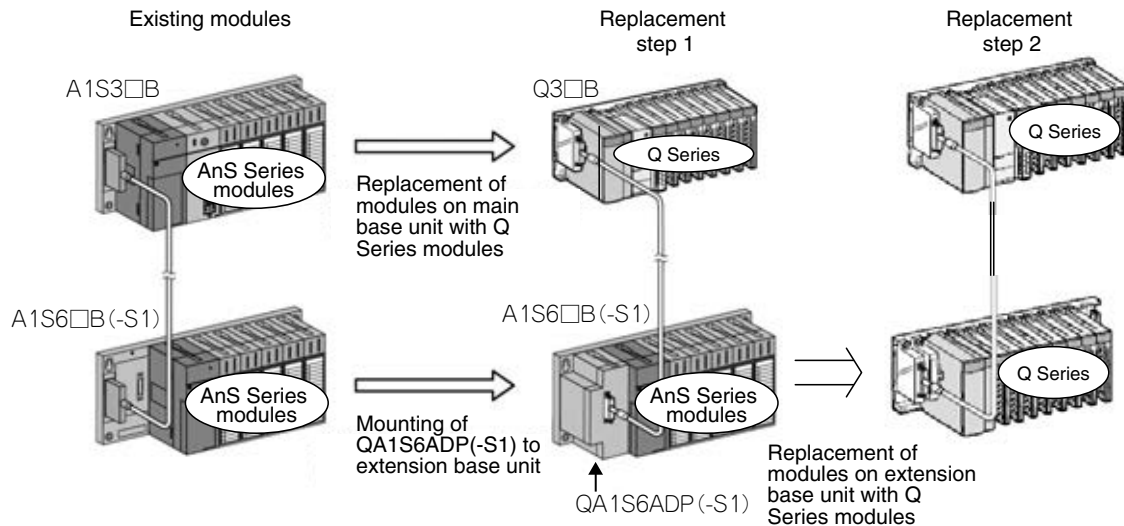 Existing modules
Replacement
step 1
Replacement
step 2
A1S3□B
Q3□B
AnS Series
modules
Q Series
Q Series
Replacement of
modules on main
base unit with Q
Series modules
A1S6□B(-S1)
A1S6□B(-S1)
AnS Series
modules
AnS Series
modules
Q Series
Mounting of
QA1S6ADP(-S1) to
extension base unit
QA1S6ADP(-S1)
Replacement of
modules on extension
base unit with Q
Series modules